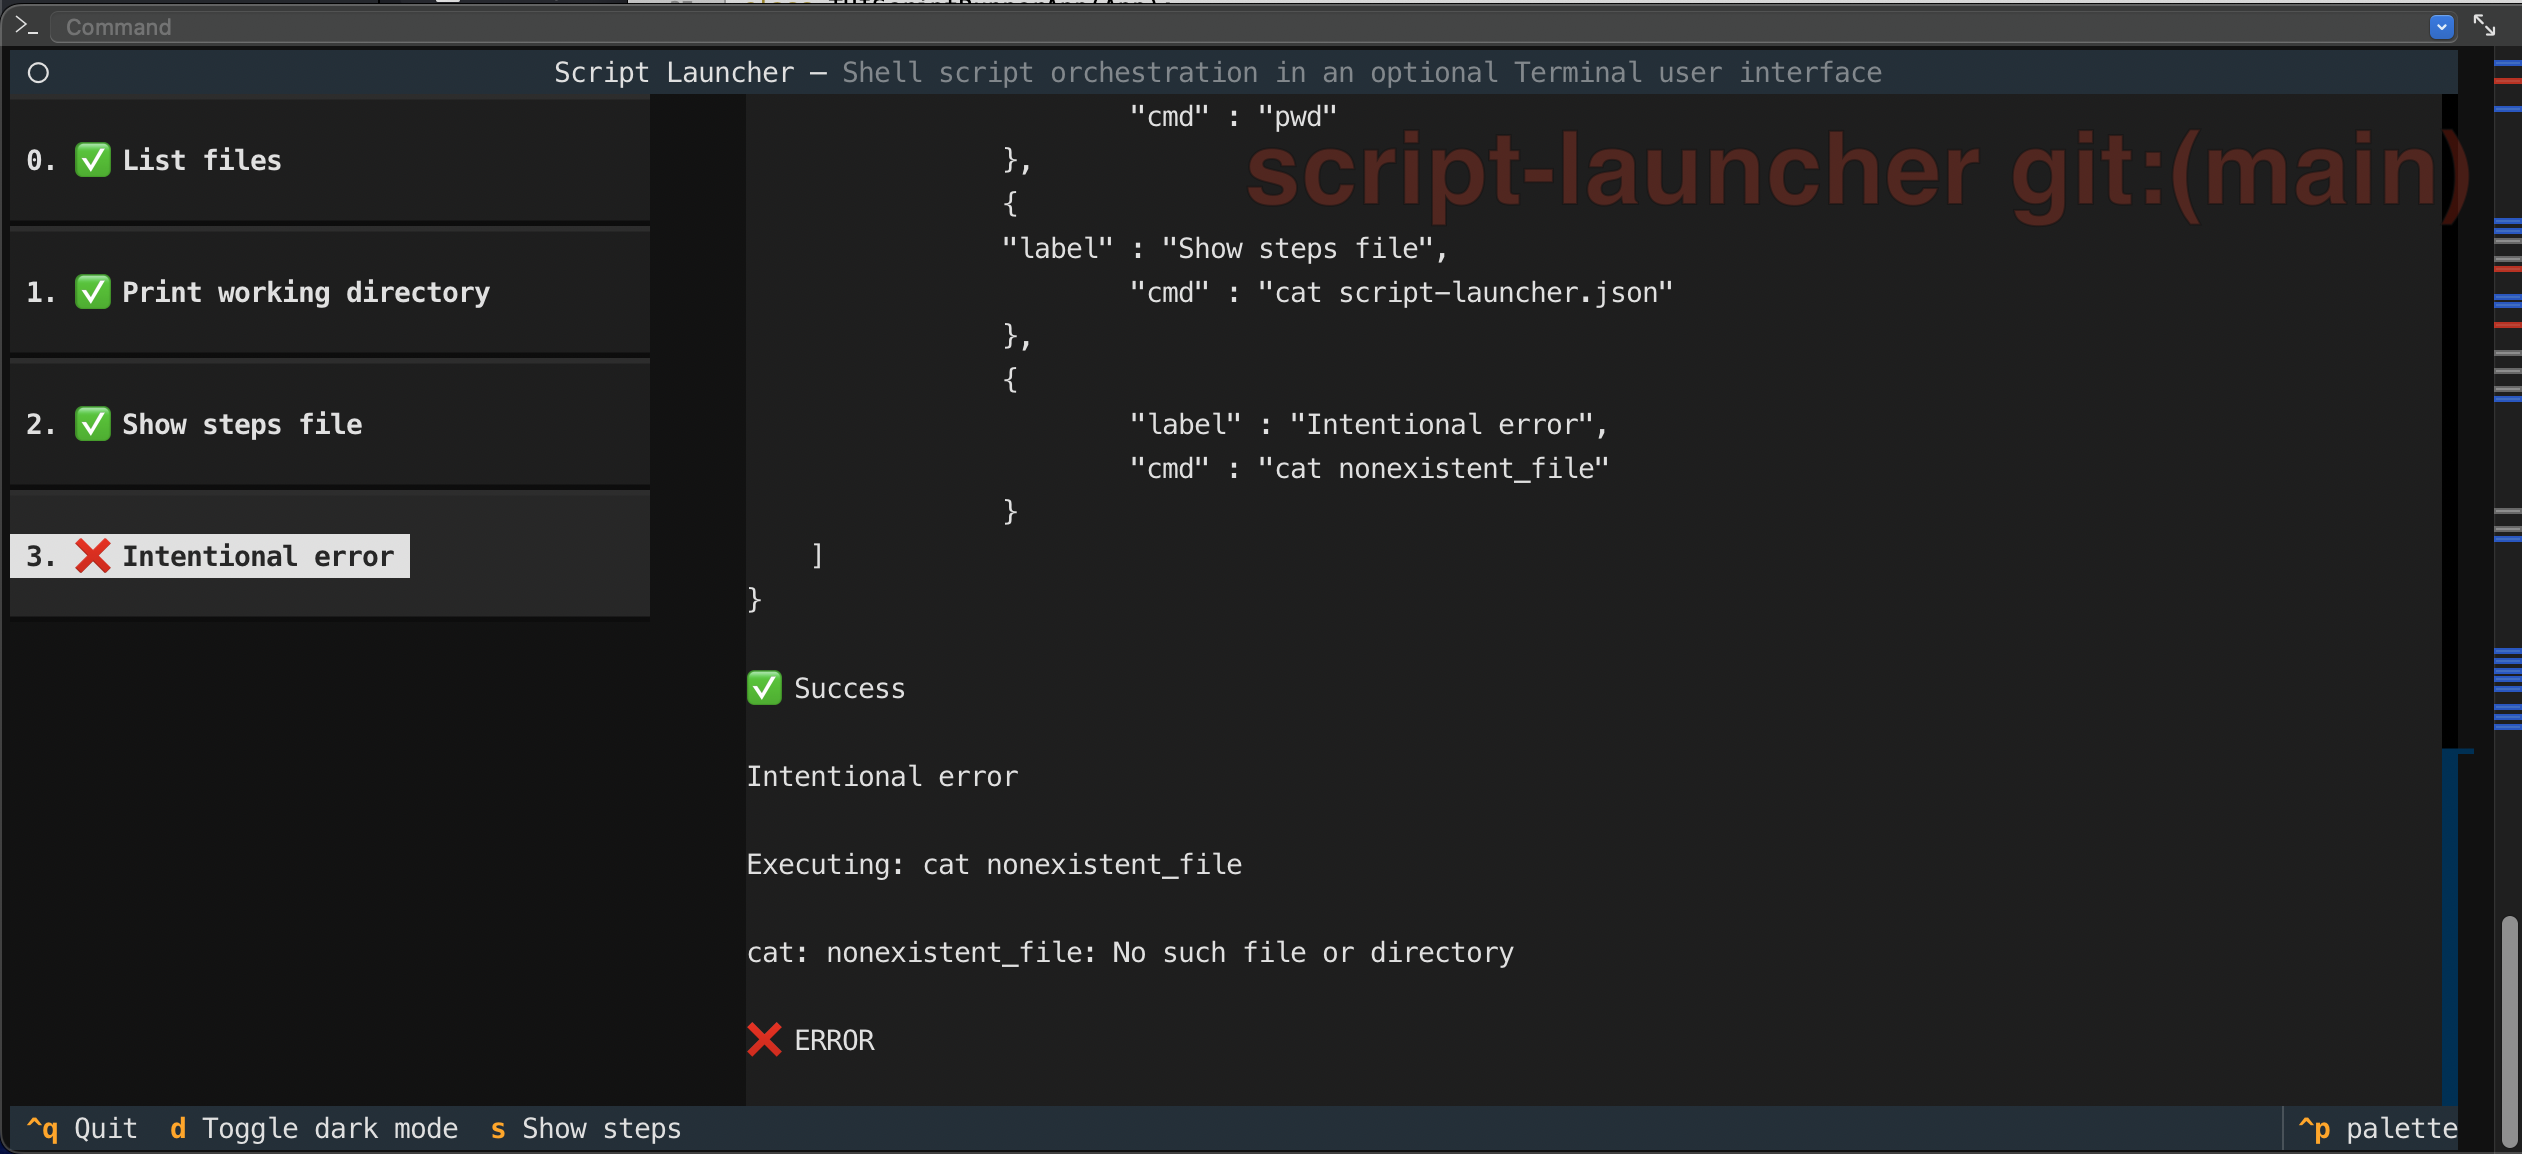 Command
Script Launcher — Shell script orchestration in an optional Terminal user interface
script-launcher git:(main)
0. ✅ List files
1. ✅ Print working directory
2. ✅ Show steps file
3. ❌ Intentional error
"cmd" : "pwd"
},
{
"label" : "Show steps file",
"cmd" : "cat script-launcher.json"
},
{
"label" : "Intentional error",
"cmd" : "cat nonexistent_file"
}
]
}
✅ Success
Intentional error
Executing: cat nonexistent_file
cat: nonexistent_file: No such file or directory
❌ ERROR
^q Quit d Toggle dark mode s Show steps
^p palette